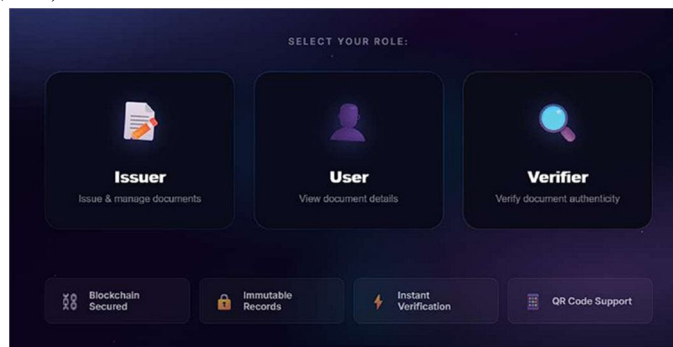 SELECT YOUR ROLE:
Issuer
Issue & manage documents
User
View document details
Verifier
Verify document authenticity
Blockchain
Secured
Immutable
Records
Instant
Verification
QR Code Support